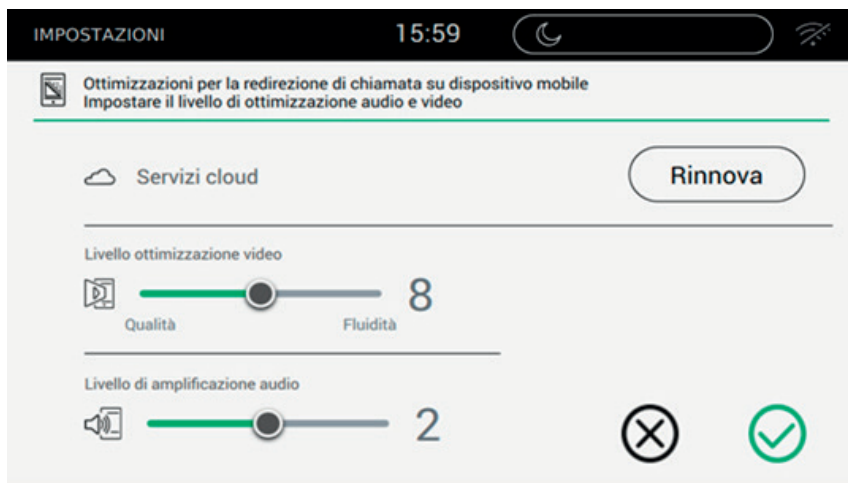 IMPOSTAZIONI 15:59
Ottimizzazioni per la redirezione di chiamata su dispositivo mobile
Impostare il livello di ottimizzazione audio e video
Servizi cloud Rinnova
Livello ottimizzazione video
8
Qualità Fluidità
Livello di amplificazione audio
2